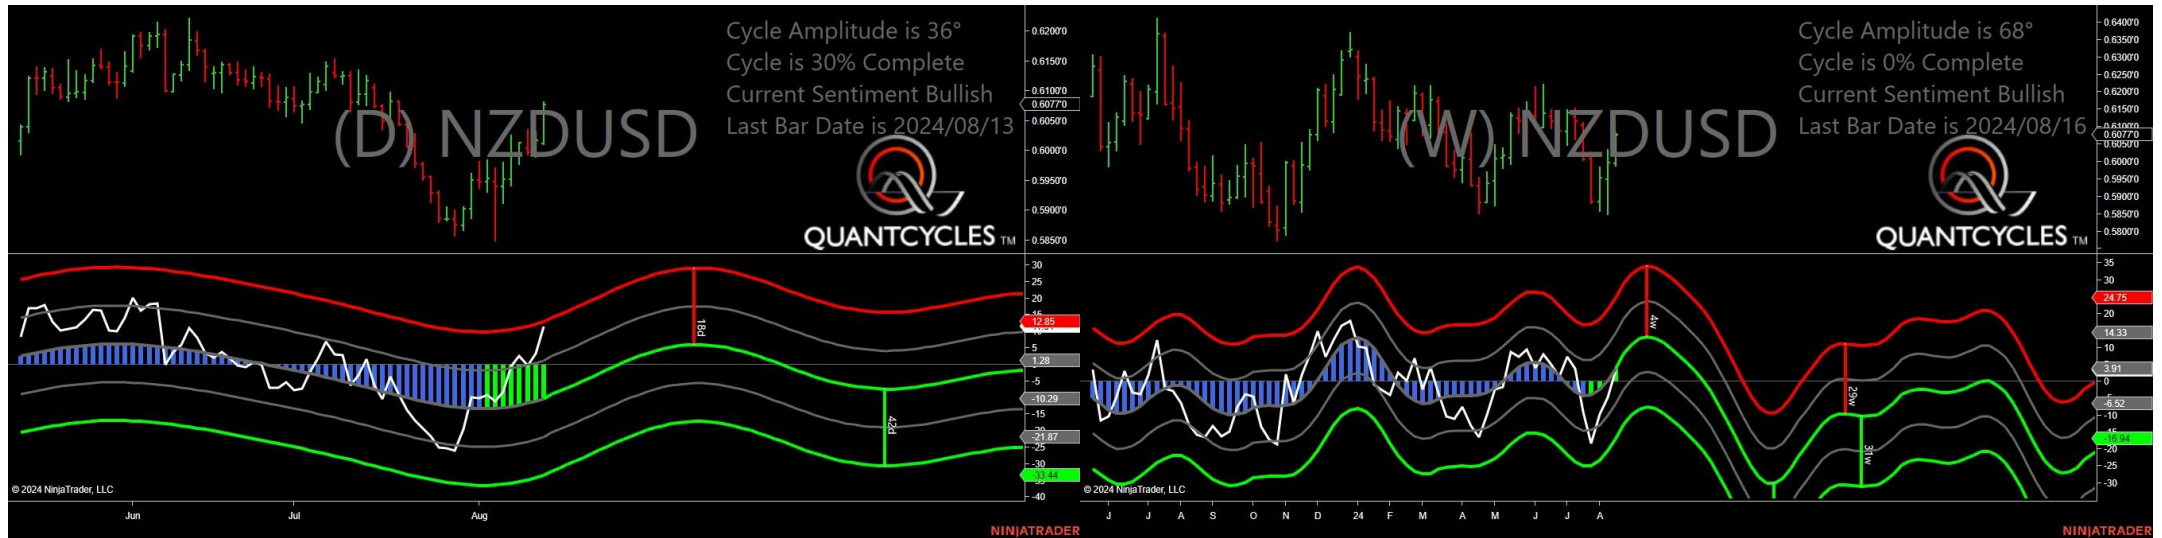 Cycle Amplitude is 36°
Cycle is 30% Complete
Current Sentiment Bullish
Last Bar Date is 2024/08/13
(D) NZDUSD
QUANTCYCLES TM
0.6200'0
0.6150'0
0.6100'0
0.6077'0
0.6050'0
0.6000'0
0.5950'0
0.5900'0
0.5850'0
30
25
20
15
12.85
5
1.28
-5
-10.29
-15
-21.87
-25
-30
-33.44
-40
18d
42d
© 2024 NinjaTrader, LLC
Jun
Jul
Aug
NINJATRADER
Cycle Amplitude is 68°
Cycle is 0% Complete
Current Sentiment Bullish
Last Bar Date is 2024/08/16
(W) NZDUSD
QUANTCYCLES TM
0.6400'0
0.6350'0
0.6300'0
0.6250'0
0.6200'0
0.6150'0
0.6100'0
0.6077'0
0.6050'0
0.6000'0
0.5950'0
0.5900'0
0.5850'0
0.5800'0
35
30
24.75
20
14.33
10
3.91
0
-6.52
-10
-16.94
-20
-25
-30
4w
29w
31w
© 2024 NinjaTrader, LLC
J
J
A
S
O
N
D
24
F
M
A
M
J
J
A
NINJATRADER